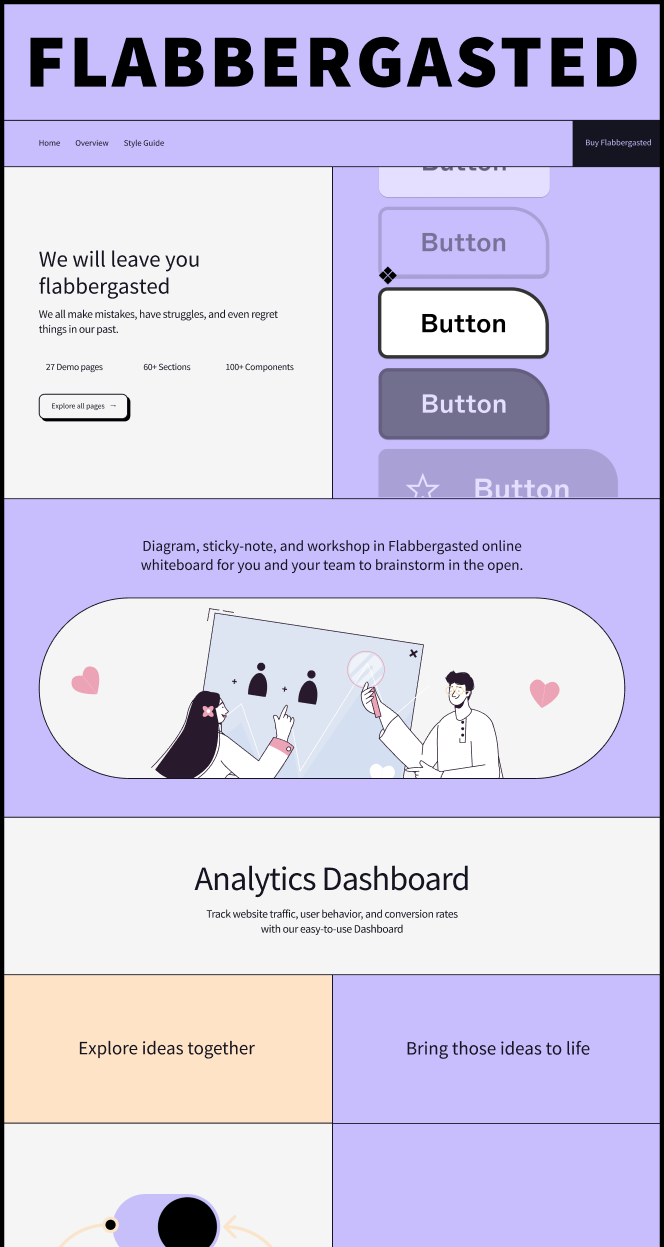 FLABBERGASTED
Home Overview Style Guide
Buy Flabbergasted
Button
We will leave you
flabbergasted
We all make mistakes, have struggles, and even regret
things in our past.
27 Demo pages 60+ Sections 100+ Components
Explore all pages →
Button
Button
Button
Button
Diagram, sticky-note, and workshop in Flabbergasted online
whiteboard for you and your team to brainstorm in the open.
Analytics Dashboard
Track website traffic, user behavior, and conversion rates
with our easy-to-use Dashboard
Explore ideas together
Bring those ideas to life